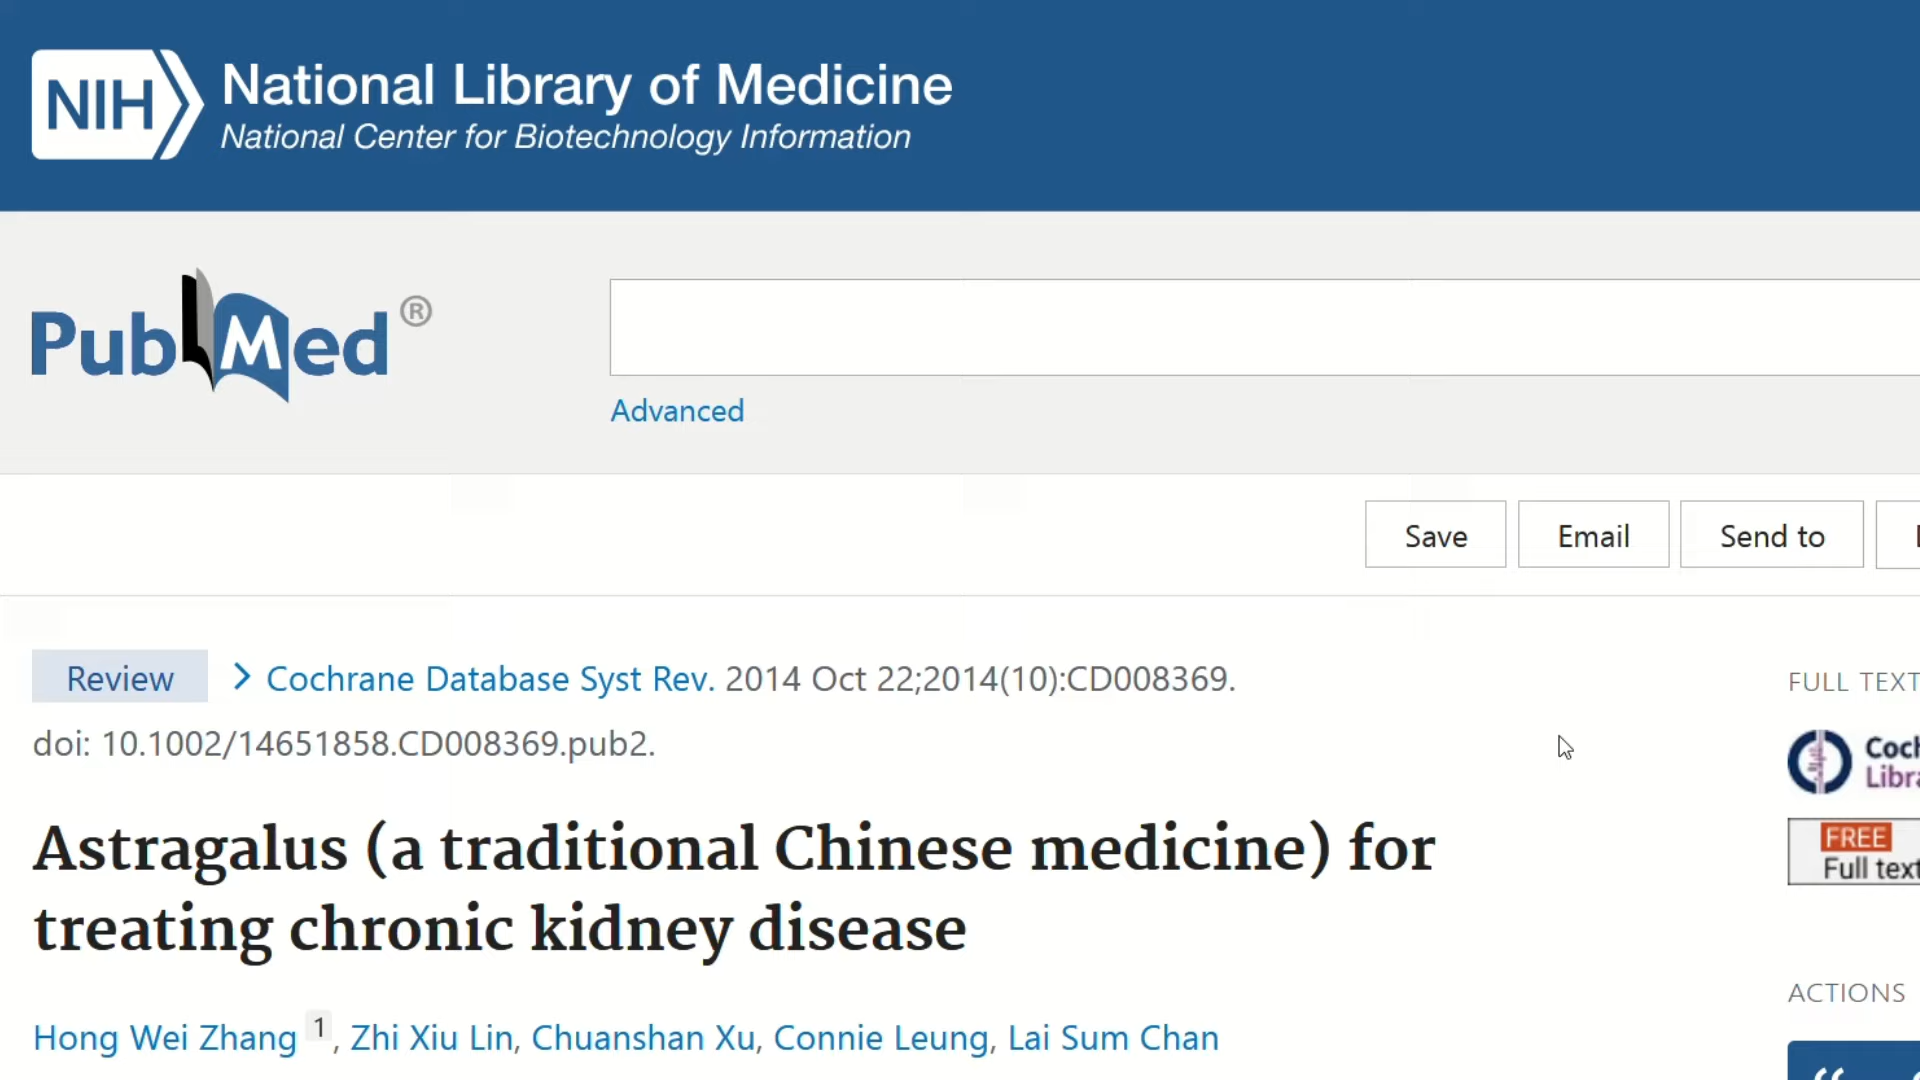 NIH
National Library of Medicine
National Center for Biotechnology Information
PubMed®
Advanced
Save
Email
Send to
Review
Cochrane Database Syst Rev. 2014 Oct 22;2014(10):CD008369.
doi: 10.1002/14651858.CD008369.pub2.
FULL TEXT
Astragalus (a traditional Chinese medicine) for
treating chronic kidney disease
FREE
Full text
Hong Wei Zhang 1, Zhi Xiu Lin, Chuanshan Xu, Connie Leung, Lai Sum Chan
ACTIONS